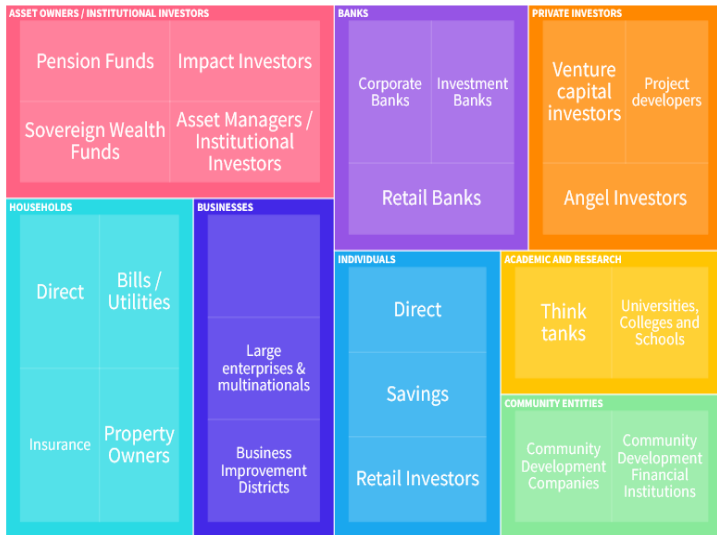 ASSET OWNERS / INSTITUTIONAL INVESTORS
Pension Funds
Impact Investors
Sovereign Wealth
Funds
Asset Managers /
Institutional
Investors
BANKS
Corporate
Banks
Investment
Banks
Retail Banks
PRIVATE INVESTORS
Venture
capital
investors
Project
developers
Angel Investors
HOUSEHOLDS
Direct
Bills /
Utilities
Insurance
Property
Owners
BUSINESSES
Large
enterprises &
multinationals
Business
Improvement
Districts
INDIVIDUALS
Direct
Savings
Retail Investors
ACADEMIC AND RESEARCH
Think
tanks
Universities,
Colleges and
Schools
COMMUNITY ENTITIES
Community
Development
Companies
Community
Development
Financial
Institutions